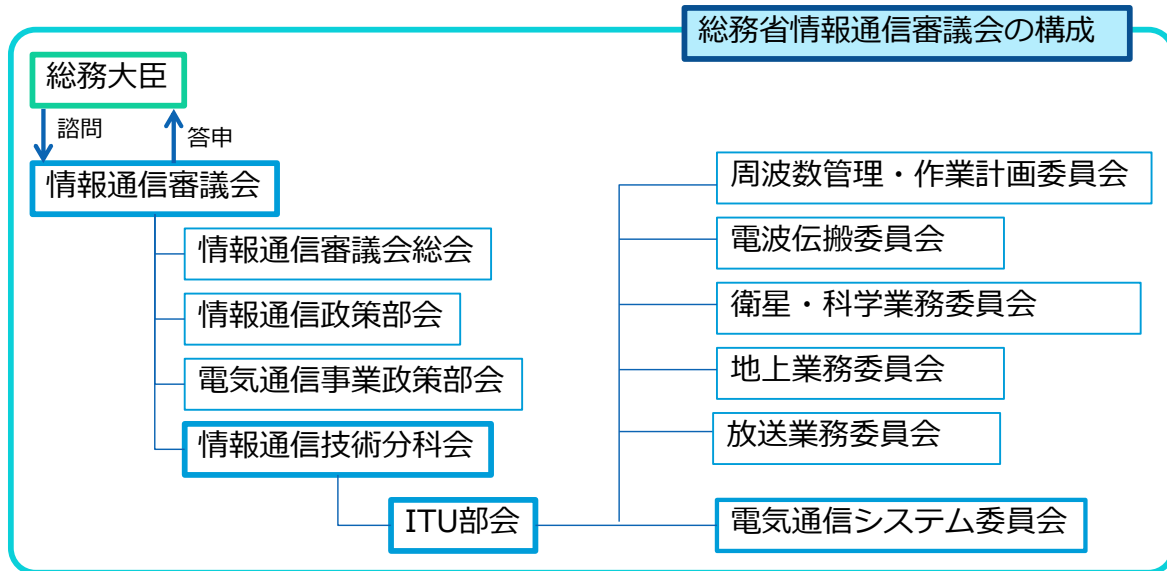 総務省情報通信審議会の構成
総務大臣
諮問
答申
情報通信審議会
情報通信審議会総会
情報通信政策部会
電気通信事業政策部会
情報通信技術分科会
ITU部会
周波数管理・作業計画委員会
電波伝搬委員会
衛星・科学業務委員会
地上業務委員会
放送業務委員会
電気通信システム委員会